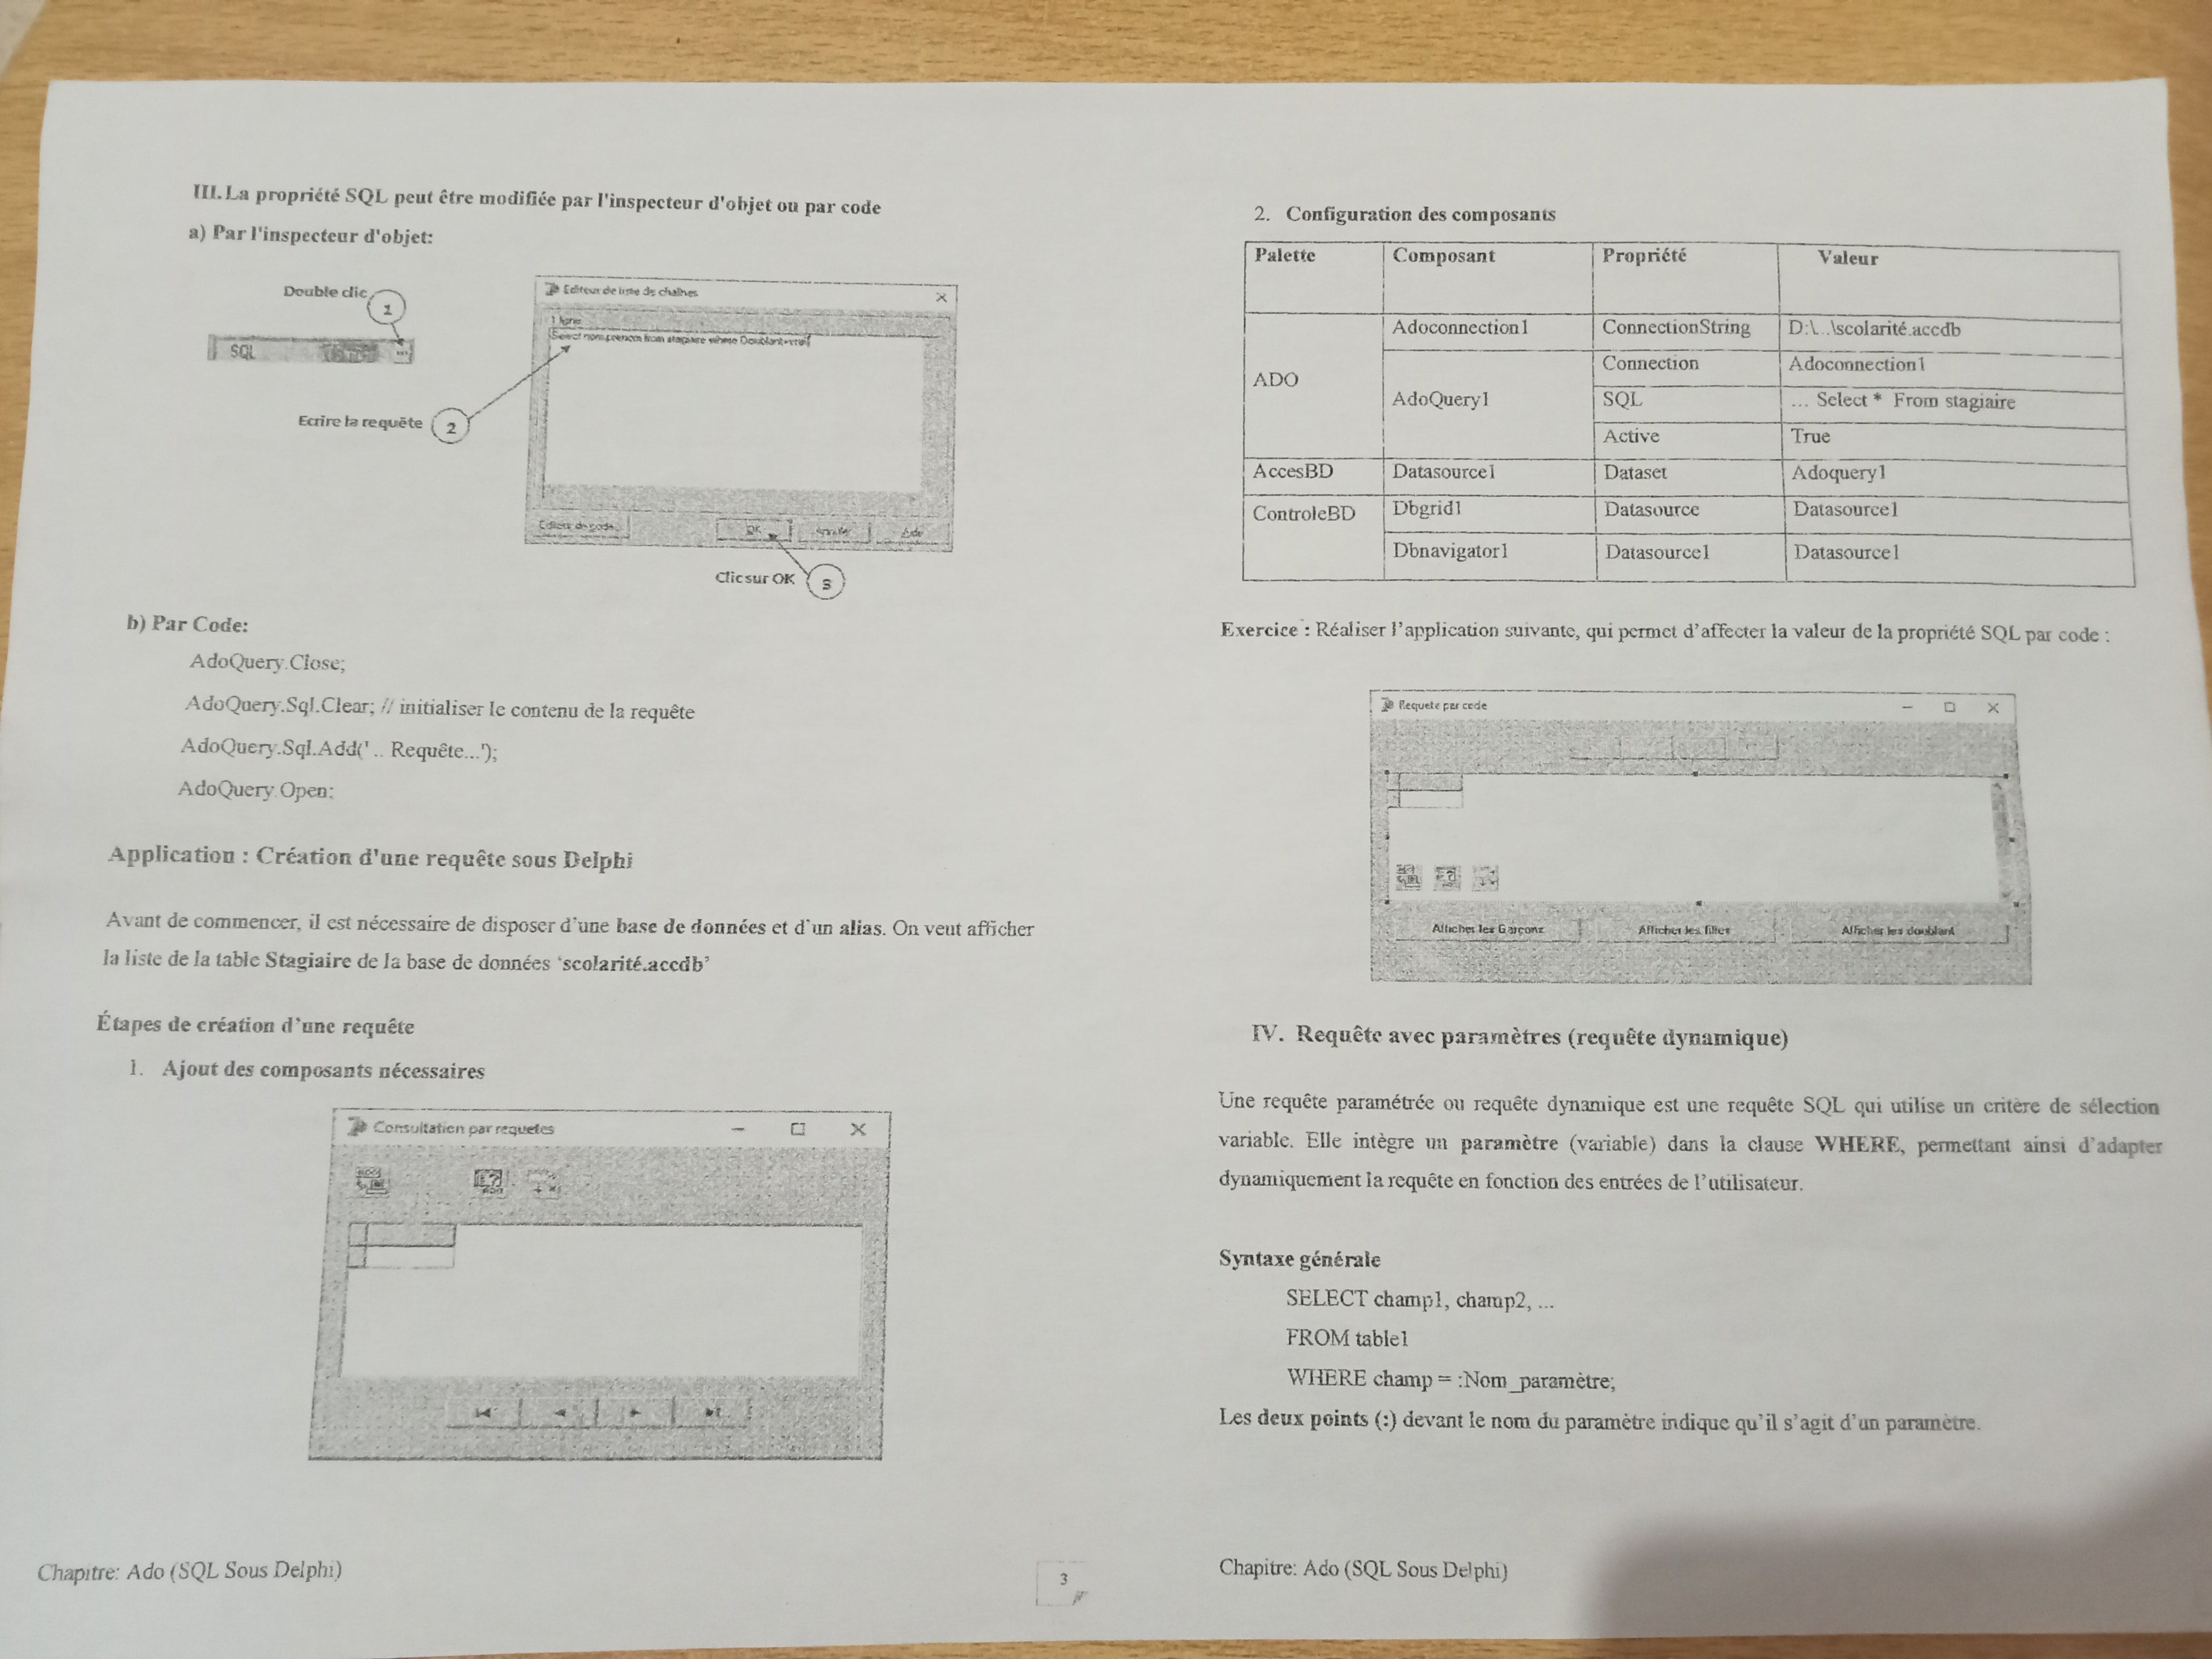 III. La propriété SQL peut être modifiée par l'inspecteur d'objet ou par code
a) Par l'inspecteur d'objet:
Double clic
1
SQL
Ecrire la requête
2
Editeur de liste de chaînes
1 ligne
Select nom,prenom from stagiaire where Doublant=vrai
OK
Annuler
Aide
Clic sur OK
3
b) Par Code:
AdoQuery.Close;
AdoQuery.Sql.Clear; // initialiser le contenu de la requête
AdoQuery.Sql.Add(' .. Requête...');
AdoQuery.Open;
Application : Création d'une requête sous Delphi
Avant de commencer, il est nécessaire de disposer d'une base de données et d'un alias. On veut afficher
la liste de la table Stagiaire de la base de données ‘scolarité.accdb’
Étapes de création d'une requête
1. Ajout des composants nécessaires
Consultation par requetes
Chapitre: Ado (SQL Sous Delphi)
3
2. Configuration des composants
Palette Composant Propriété Valeur
ADO
Adoconnection1 ConnectionString D:\...\scolarité.accdb
AdoQuery1
Connection Adoconnection1
SQL ... Select * From stagiaire
Active True
AccesBD Datasource1 Dataset Adoquery1
ControleBD Dbgrid1 Datasource Datasource1
Dbnavigator1 Datasource1 Datasource1
Exercice : Réaliser l'application suivante, qui permet d'affecter la valeur de la propriété SQL par code :
Requete par code
Afficher les Garçons
Afficher les filles
Afficher les doublant
IV. Requête avec paramètres (requête dynamique)
Une requête paramétrée ou requête dynamique est une requête SQL qui utilise un critère de sélection
variable. Elle intègre un paramètre (variable) dans la clause WHERE, permettant ainsi d'adapter
dynamiquement la requête en fonction des entrées de l'utilisateur.
Syntaxe générale
SELECT champ1, champ2, ...
FROM table1
WHERE champ = :Nom_paramètre;
Les deux points (:) devant le nom du paramètre indique qu'il s'agit d'un paramètre.
Chapitre: Ado (SQL Sous Delphi)